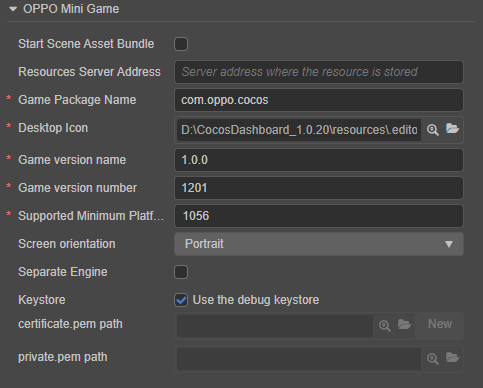 OPPO Mini Game
Start Scene Asset Bundle
Resources Server Address Server address where the resource is stored
* Game Package Name com.oppo.cocos
* Desktop Icon D:\CocosDashboard_1.0.20\resources\.edito
* Game version name 1.0.0
* Game version number 1201
* Supported Minimum Platf... 1056
Screen orientation Portrait
Separate Engine
Keystore Use the debug keystore
certificate.pem path New
private.pem path